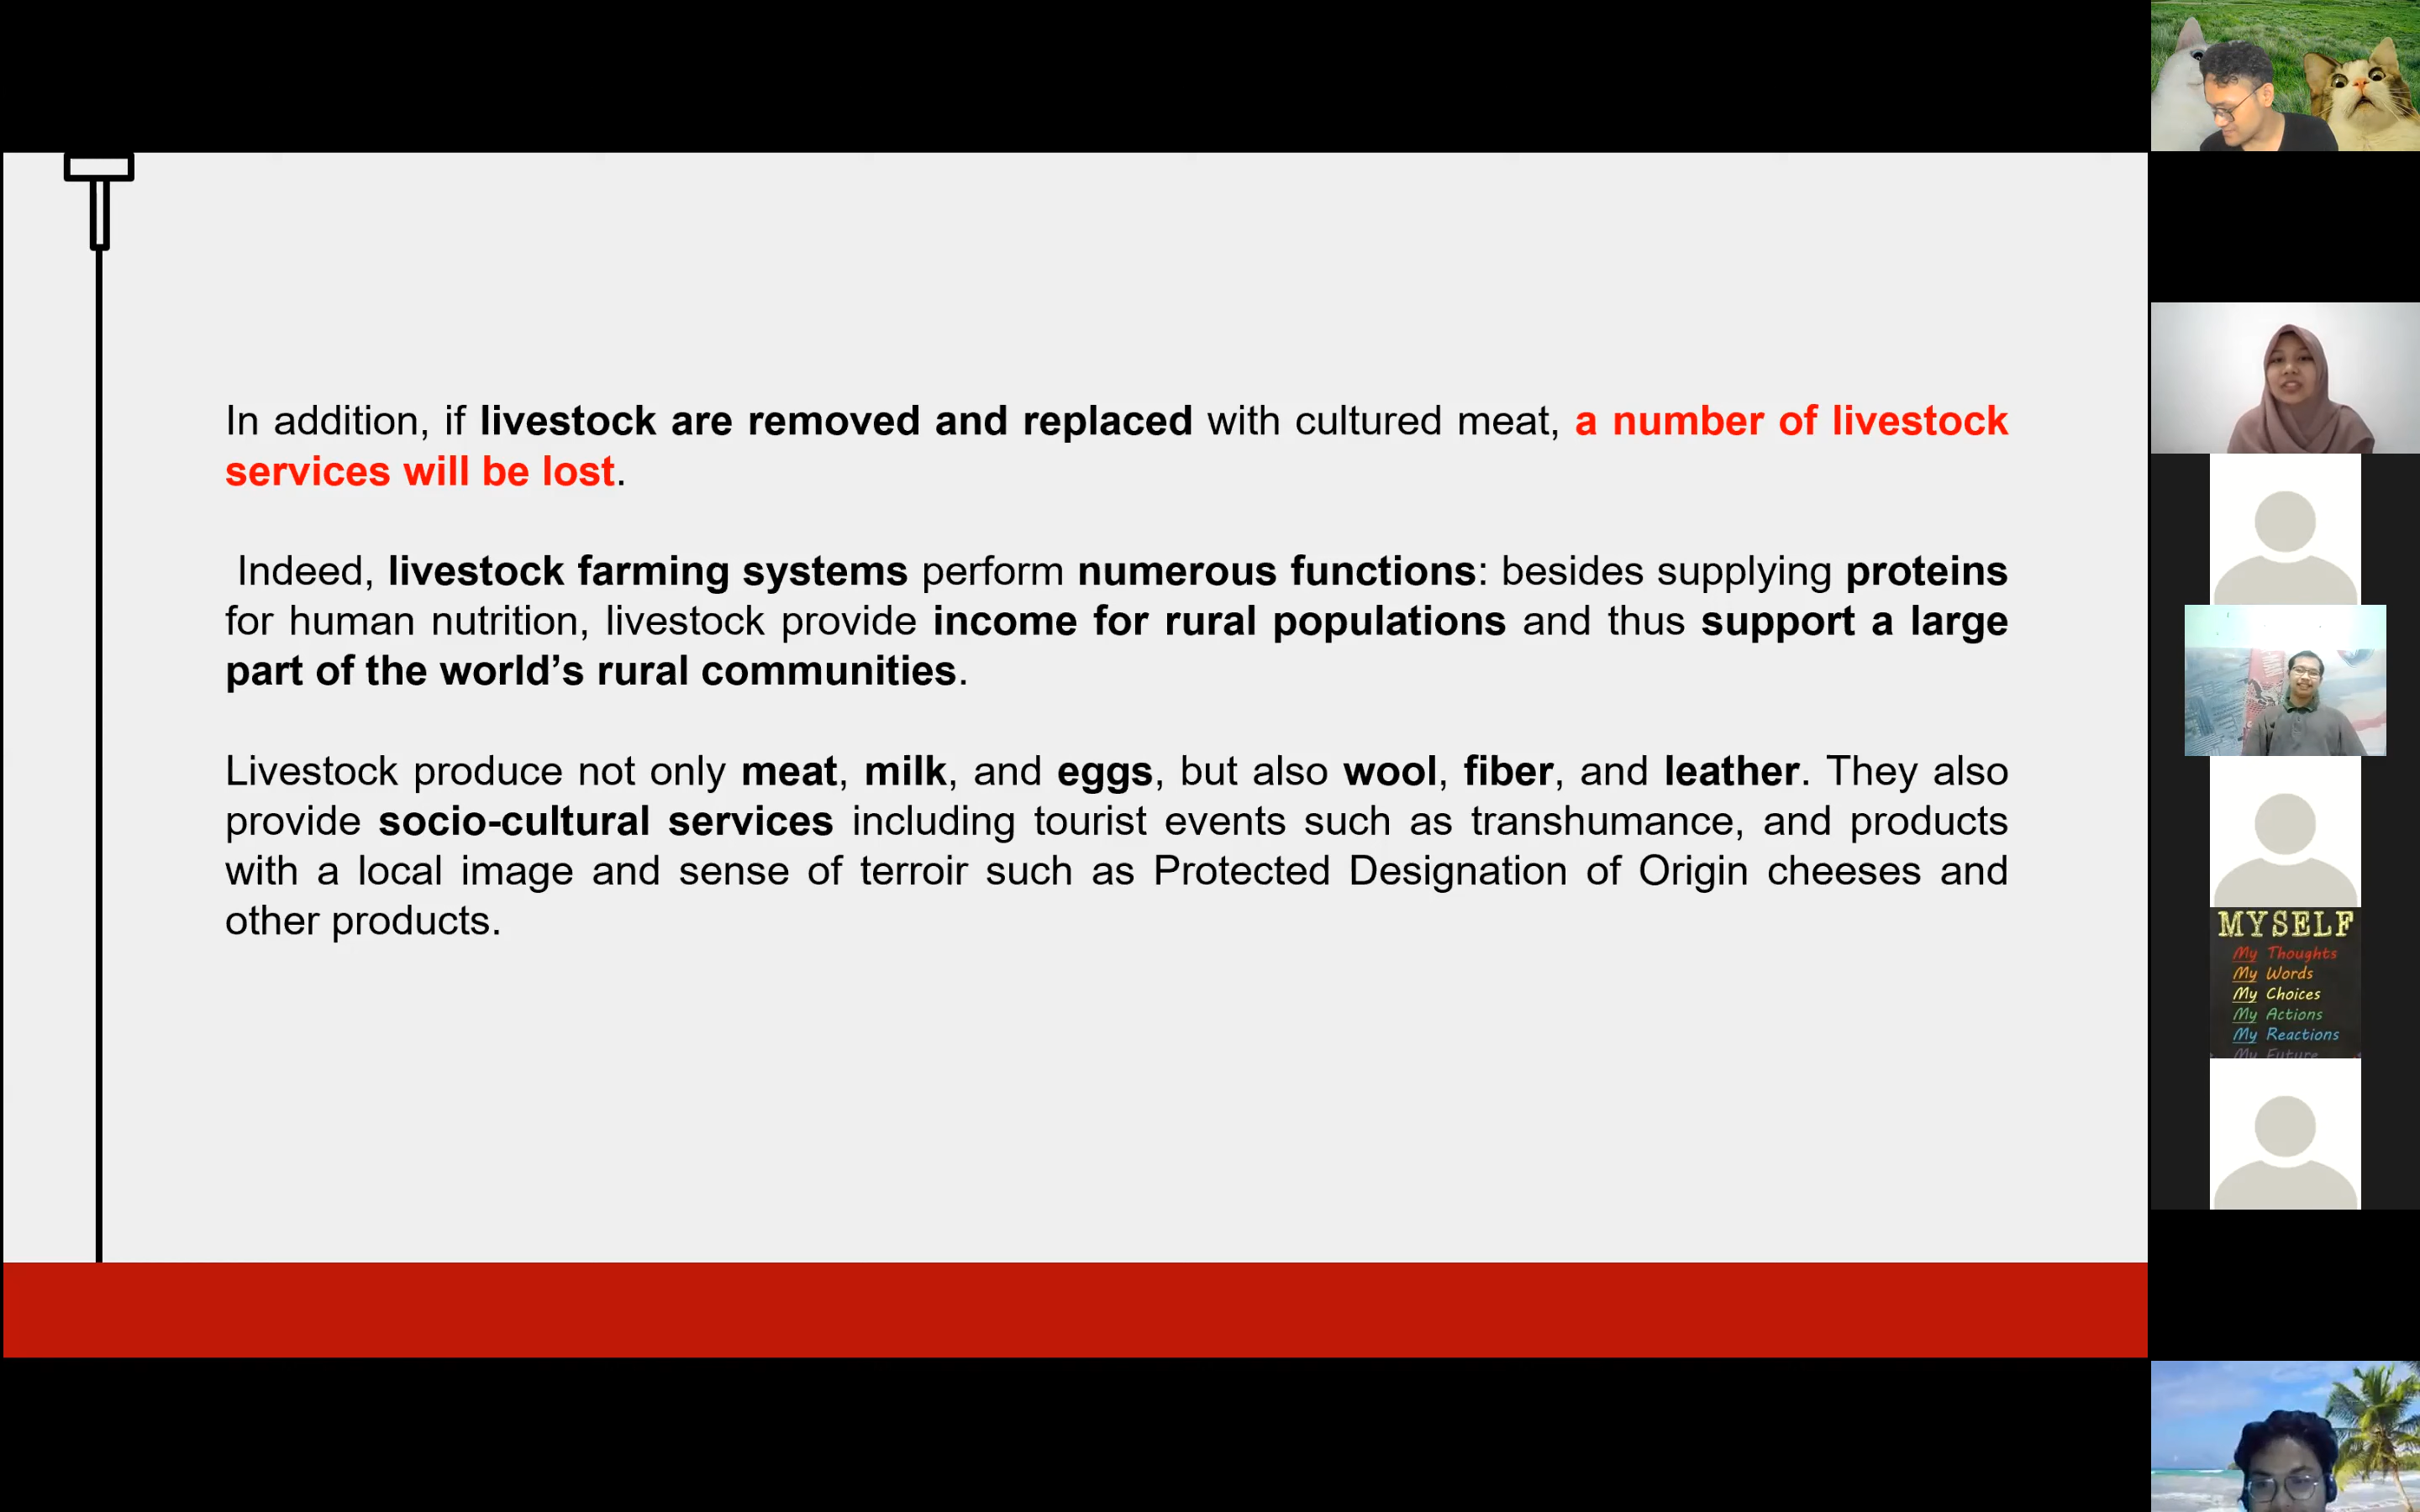 In addition, if livestock are removed and replaced with cultured meat, a number of livestock
services will be lost.
Indeed, livestock farming systems perform numerous functions: besides supplying proteins
for human nutrition, livestock provide income for rural populations and thus support a large
part of the world’s rural communities.
Livestock produce not only meat, milk, and eggs, but also wool, fiber, and leather. They also
provide socio-cultural services including tourist events such as transhumance, and products
with a local image and sense of terroir such as Protected Designation of Origin cheeses and
other products.
MYSELF
My Thoughts
My Words
My Choices
My Actions
My Reactions
My Future